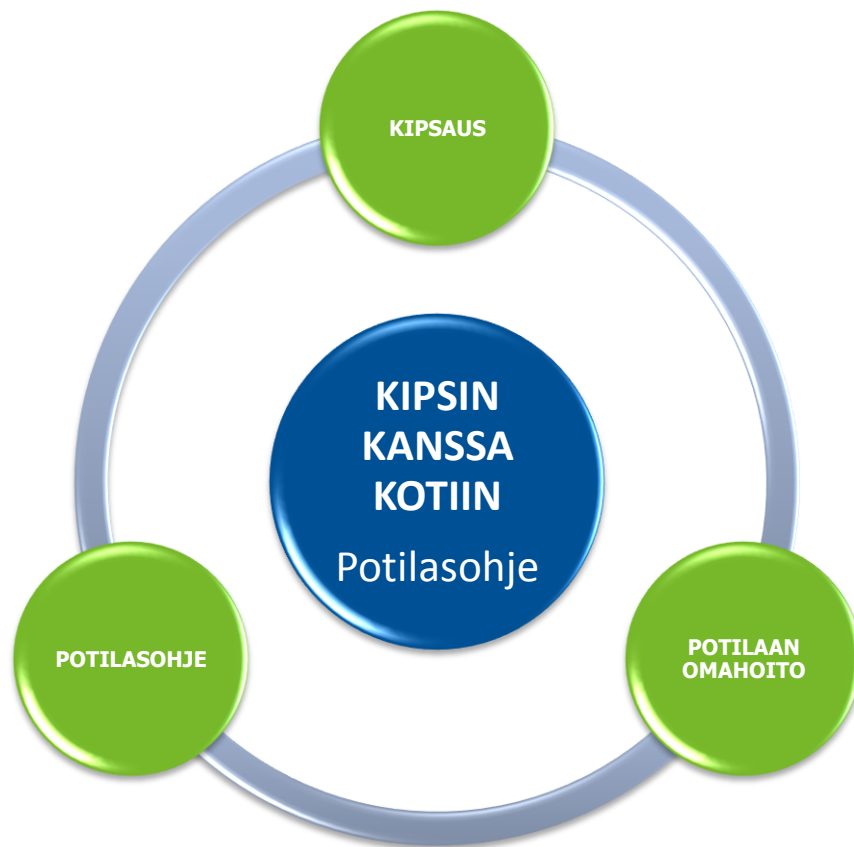 KIPSAUS
KIPSIN
KANSSA
KOTIIN
Potilasohje
POTILASOHJE
POTILAAN
OMAHOITO